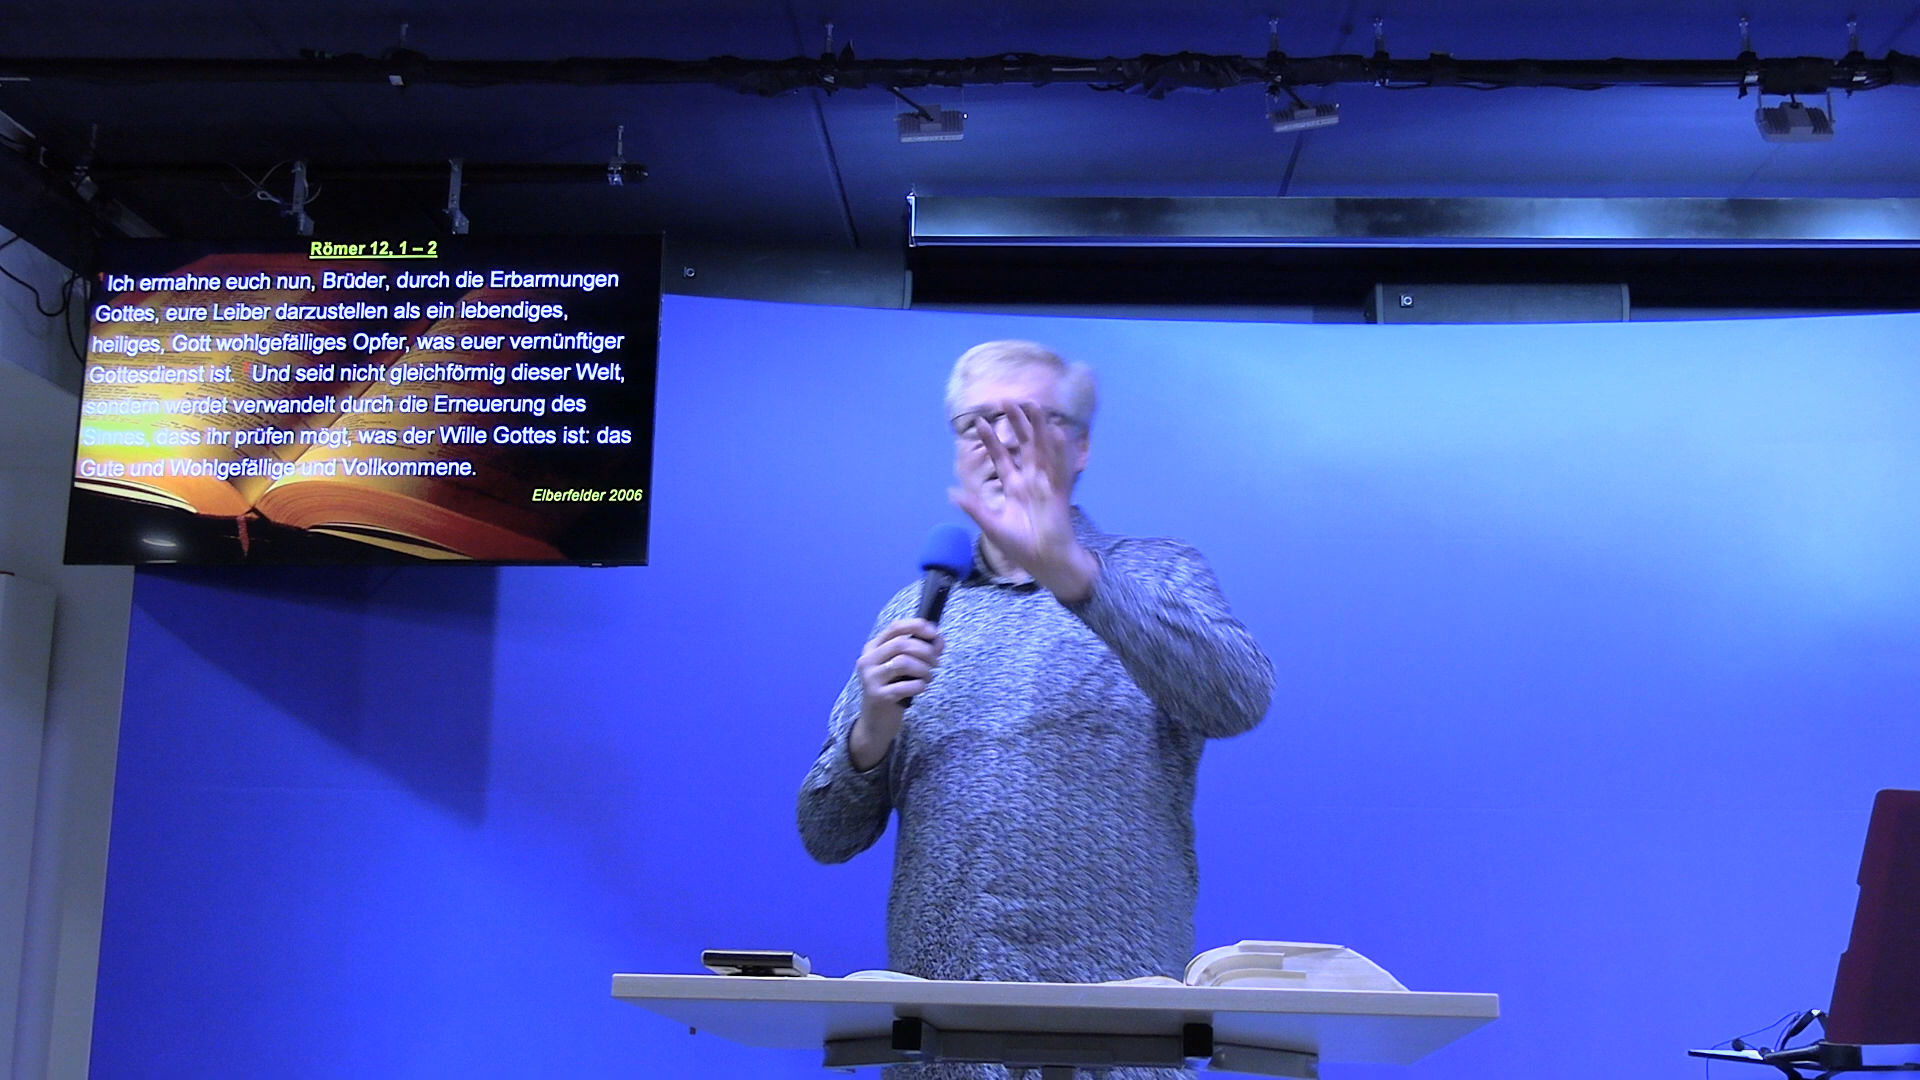 Römer 12, 1 – 2
Ich ermahne euch nun, Brüder, durch die Erbarmungen
Gottes, eure Leiber darzustellen als ein lebendiges,
heiliges, Gott wohlgefälliges Opfer, was euer vernünftiger
Gottesdienst ist. Und seid nicht gleichförmig dieser Welt,
sondern werdet verwandelt durch die Erneuerung des
Sinnes, dass ihr prüfen mögt, was der Wille Gottes ist: das
Gute und Wohlgefällige und Vollkommene.
Elberfelder 2006